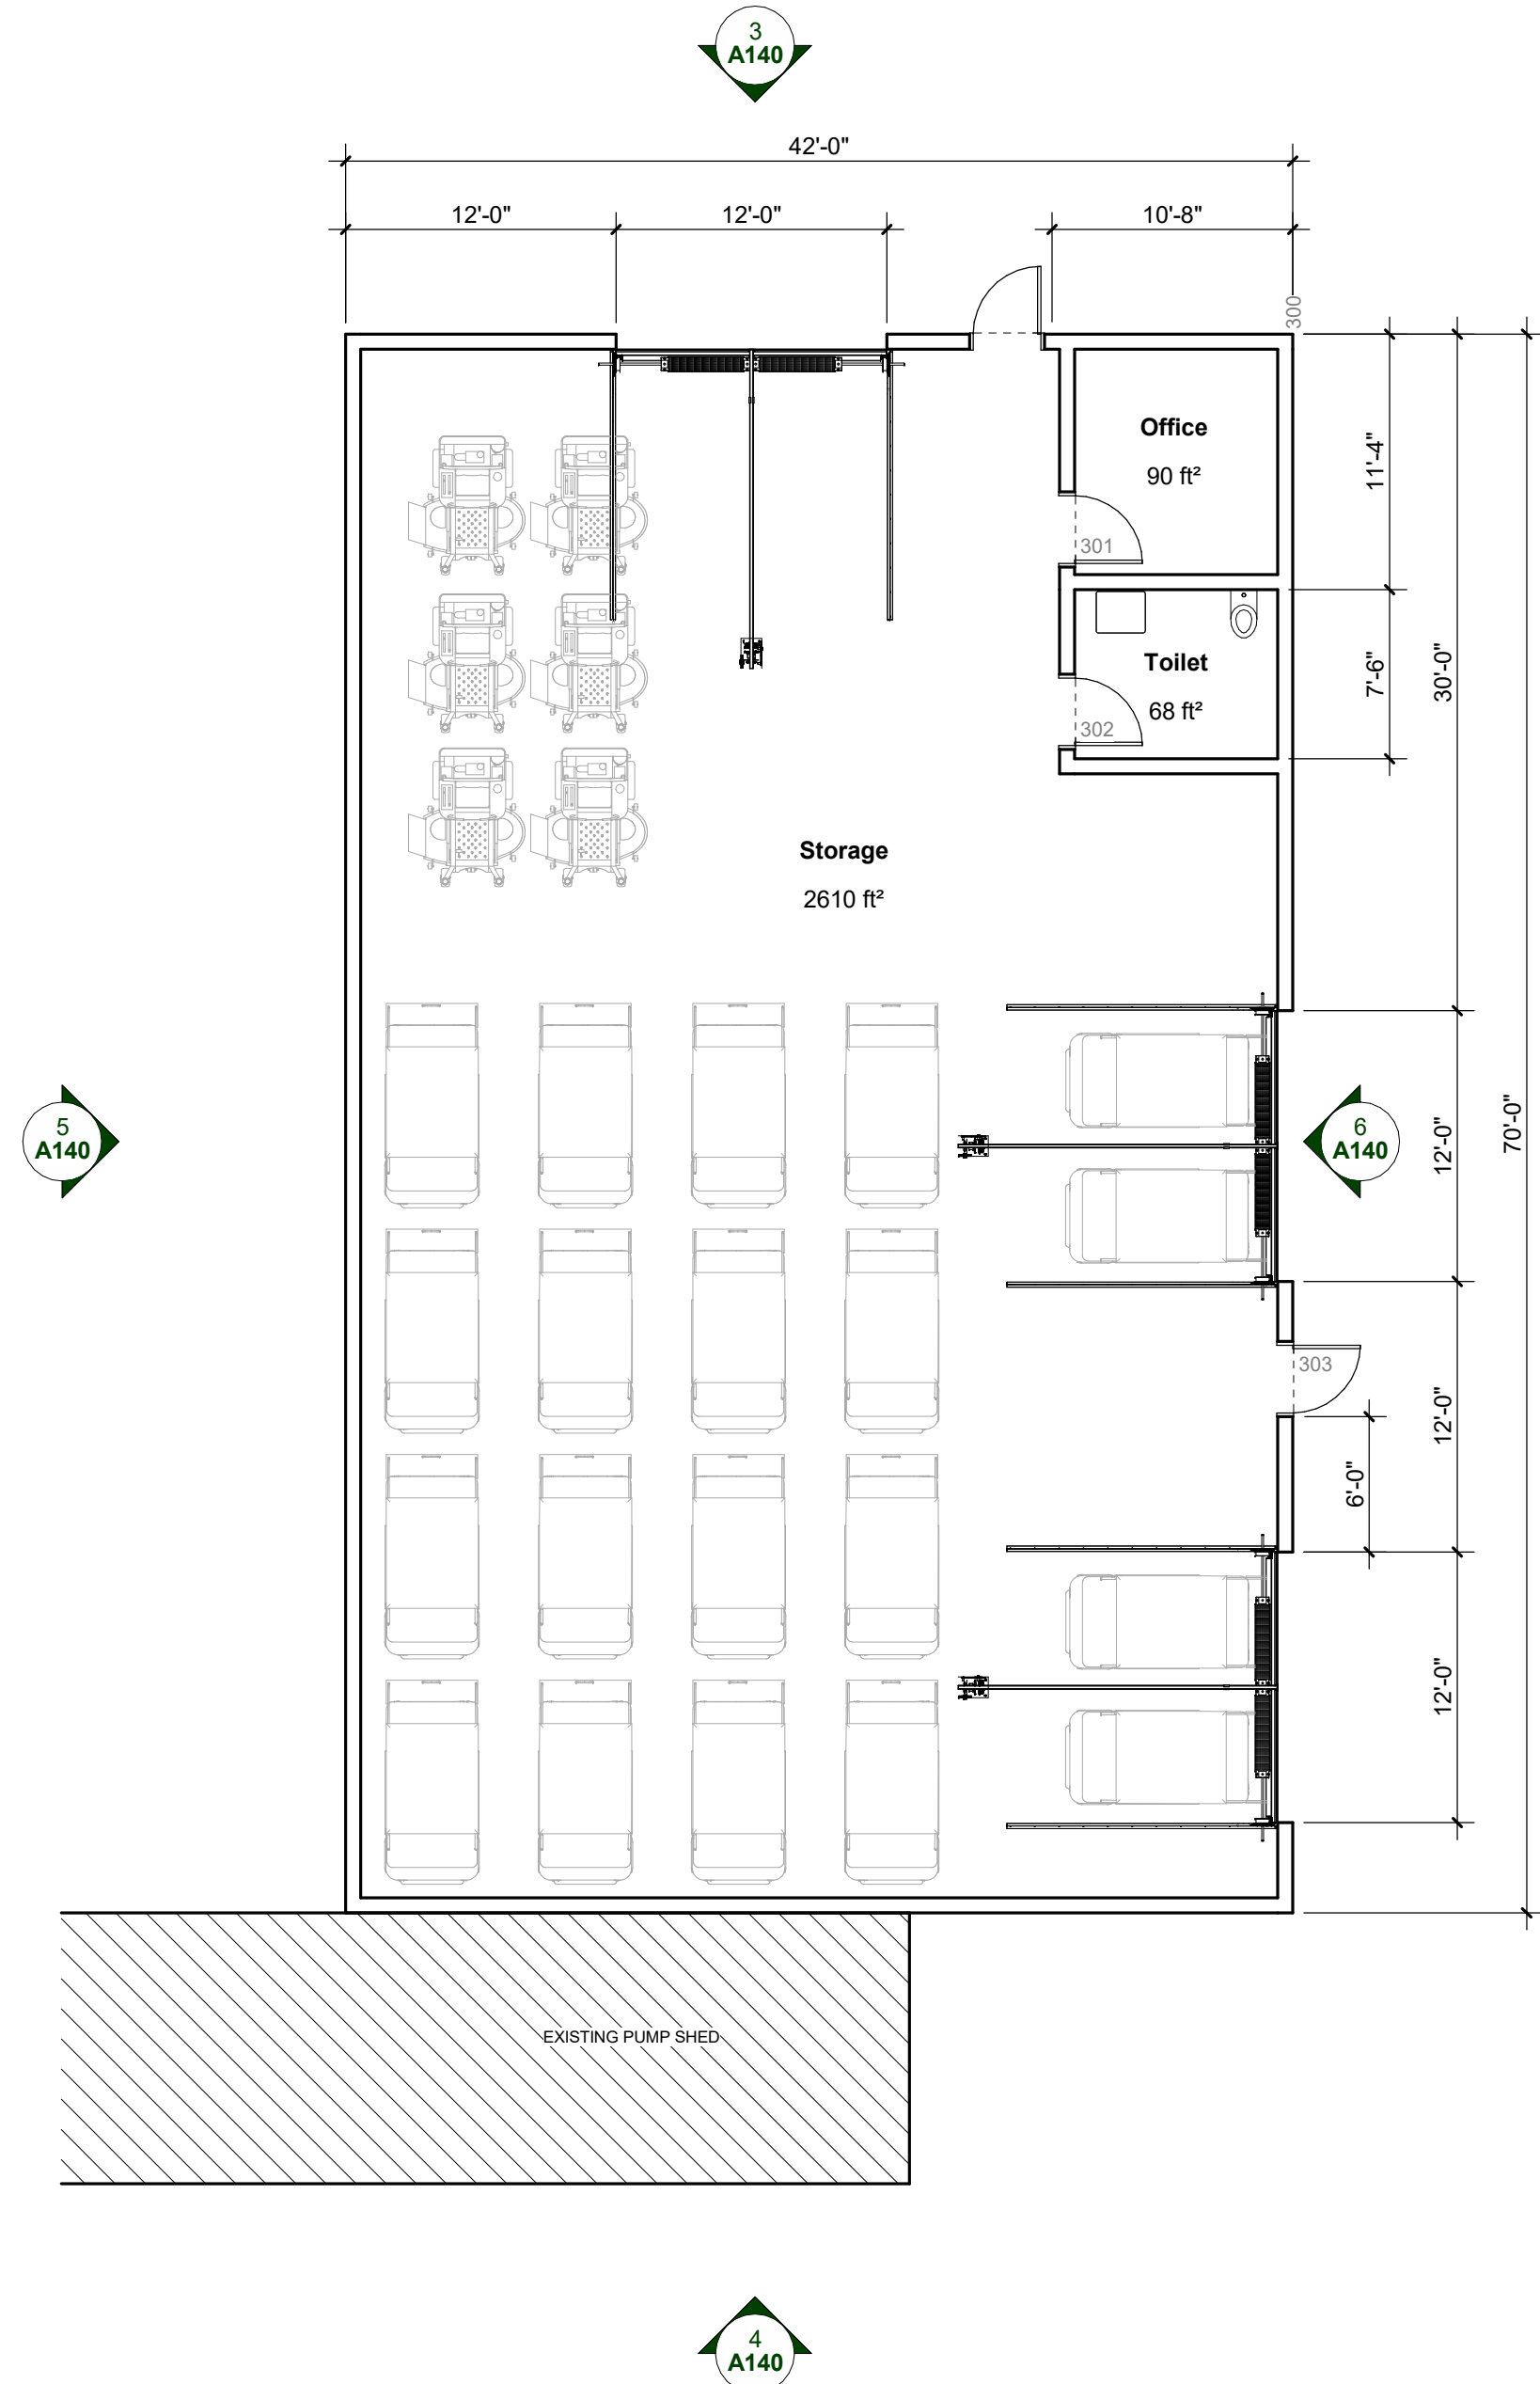 3
A140
42'-0"
12'-0"
12'-0"
10'-8"
300
Office
90 ft²
11'-4"
301
Toilet
68 ft²
7'-6"
30'-0"
302
Storage
2610 ft²
5
A140
6
A140
12'-0"
70'-0"
303
12'-0"
6'-0"
12'-0"
EXISTING PUMP SHED
4
A140